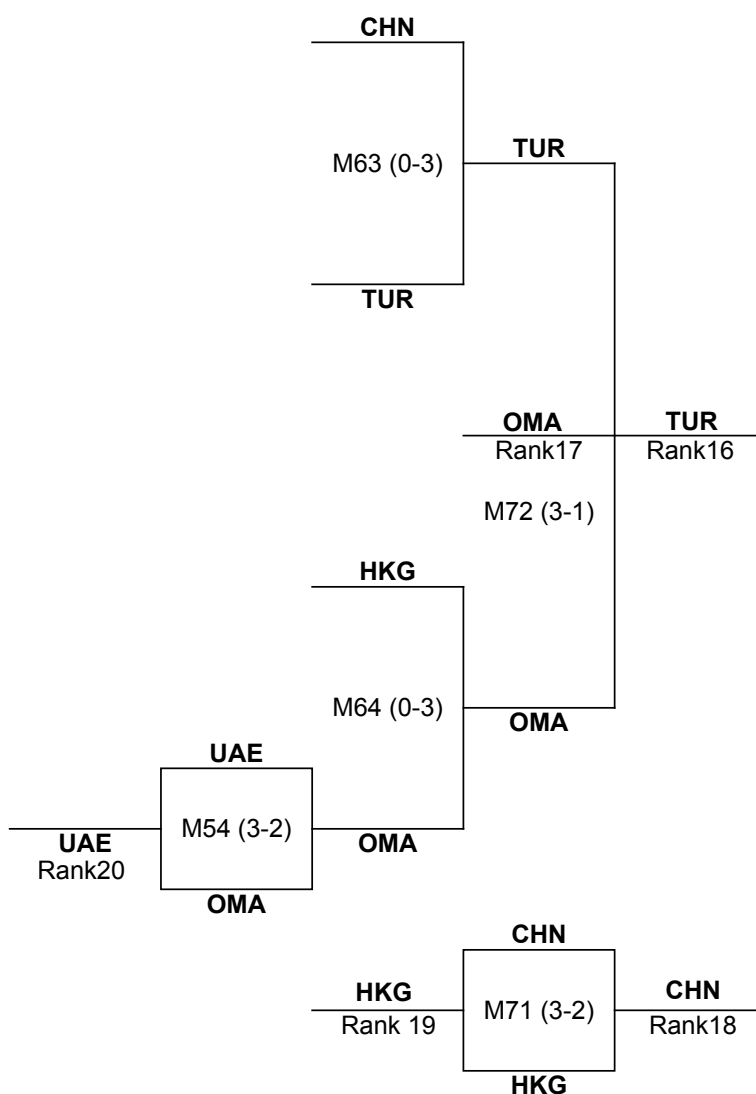 CHN
M63 (0-3)
TUR
TUR
OMA
Rank17
TUR
Rank16
M72 (3-1)
HKG
M64 (0-3)
OMA
UAE
M54 (3-2)
UAE
Rank20
OMA
OMA
CHN
HKG
Rank 19
M71 (3-2)
CHN
Rank18
HKG